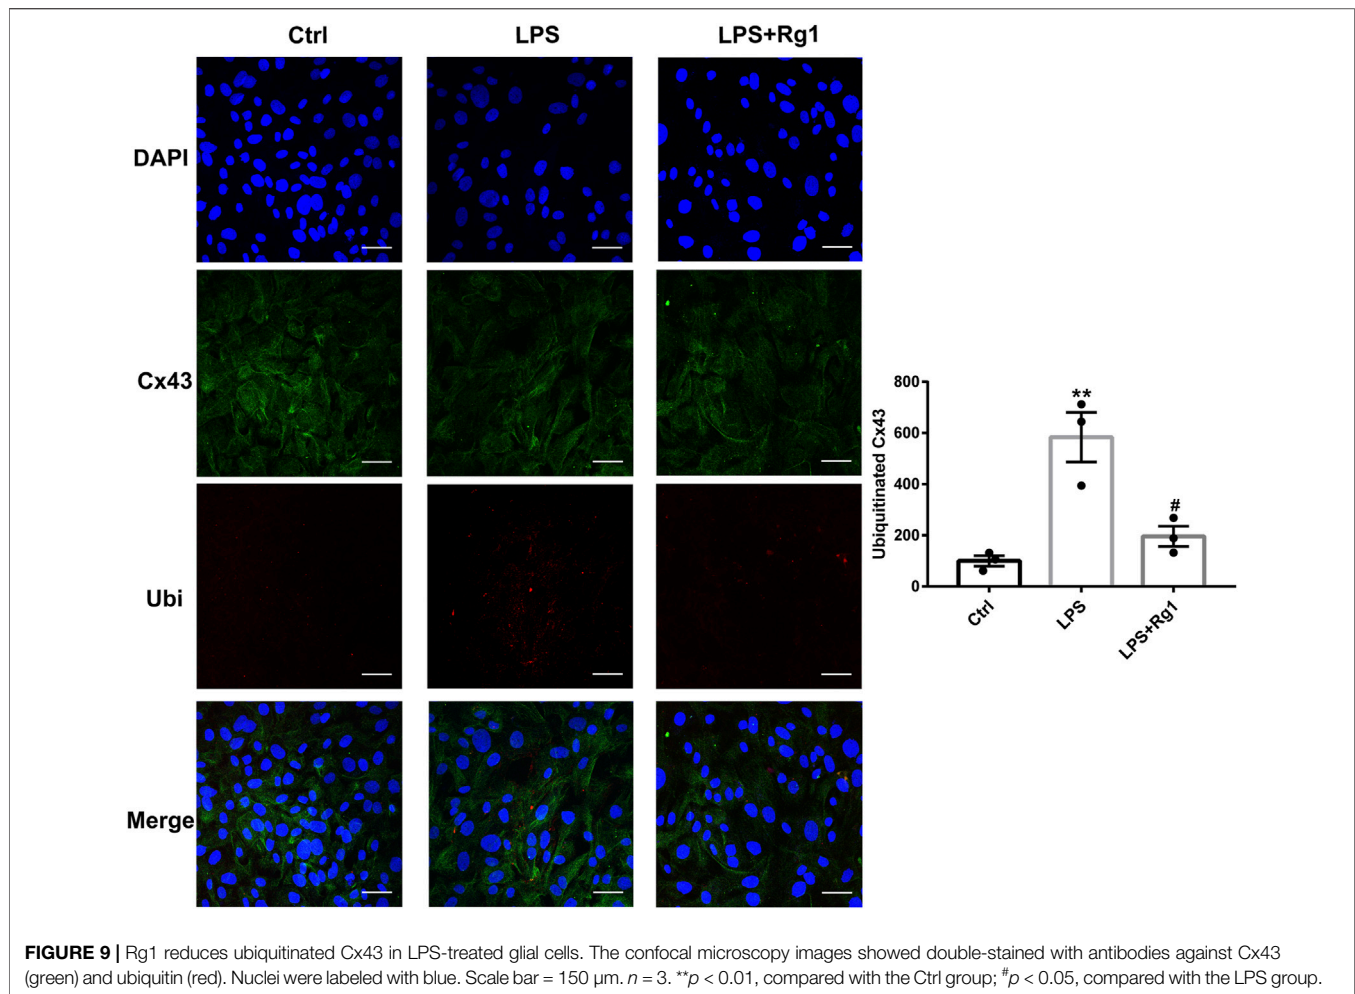 Ctrl LPS LPS+Rg1
DAPI
Cx43
Ubi
Merge
Ubiquitinated Cx43
800
600
400
200
0
**
#
Ctrl
LPS
LPS+Rg1
FIGURE 9 | Rg1 reduces ubiquitinated Cx43 in LPS-treated glial cells. The confocal microscopy images showed double-stained with antibodies against Cx43
(green) and ubiquitin (red). Nuclei were labeled with blue. Scale bar = 150 μm. n = 3. **p < 0.01, compared with the Ctrl group; #p < 0.05, compared with the LPS group.